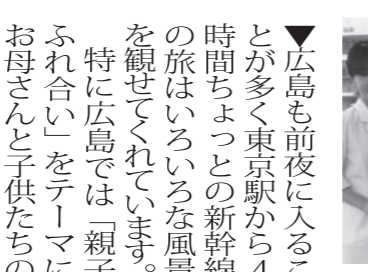 ▼広島も前夜に入るこ
とが多く東京駅から4
時間ちょっとの新幹線
の旅はいろいろな風景
を観せてくれています。
特に広島では「親子
ふれ合い」をテーマに
お母さんと子供たちの